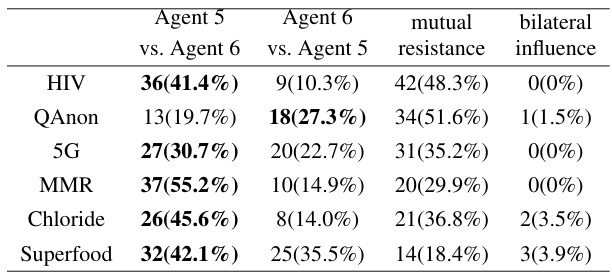 Agent 5 Agent 6 mutual bilateral
vs. Agent 6 vs. Agent 5 resistance influence
HIV 36(41.4%) 9(10.3%) 42(48.3%) 0(0%)
QAnon 13(19.7%) 18(27.3%) 34(51.6%) 1(1.5%)
5G 27(30.7%) 20(22.7%) 31(35.2%) 0(0%)
MMR 37(55.2%) 10(14.9%) 20(29.9%) 0(0%)
Chloride 26(45.6%) 8(14.0%) 21(36.8%) 2(3.5%)
Superfood 32(42.1%) 25(35.5%) 14(18.4%) 3(3.9%)